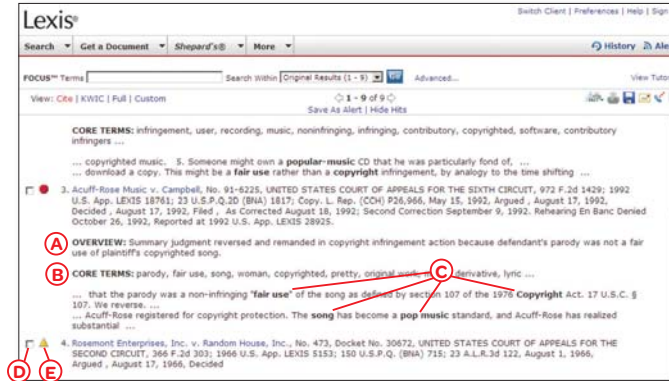 Switch Client | Preferences | Help | Sign
Lexis®
Search Get a Document Shepard's® More History Ale
FOCUS™ Terms Search Within Original Results (1 - 9) Advanced... View Tuto
View: Cite | KWIC | Full | Custom 1 - 9 of 9
Save As Alert | Hide Hits
CORE TERMS: infringement, user, recording, music, noninfringing, infringing, contributory, copyrighted, software, contributory
infringers ...
... copyrighted music. 5. Someone might own a popular-music CD that he was particularly fond of, ...
... download a copy. This might be a fair use rather than a copyright infringement, by analogy to the time shifting ...
3. Acuff-Rose Music v. Campbell, No. 91-6225, UNITED STATES COURT OF APPEALS FOR THE SIXTH CIRCUIT, 972 F.2d 1429; 1992
U.S. App. LEXIS 18761; 23 U.S.P.Q.2D (BNA) 1817; Copy. L. Rep. (CCH) P26,966, May 15, 1992, Argued , August 17, 1992,
Decided , August 17, 1992, Filed , As Corrected August 18, 1992; Second Correction September 9, 1992. Rehearing En Banc Denied
October 26, 1992, Reported at 1992 U.S. App. LEXIS 28925.
A OVERVIEW: Summary judgment reversed and remanded in copyright infringement action because defendant's parody was not a fair
use of plaintiff's copyrighted song.
B CORE TERMS: parody, fair use, song, woman, copyrighted, pretty, original work, C derivative, lyric ...
... that the parody was a non-infringing "fair use" of the song as defined by section 107 of the 1976 Copyright Act. 17 U.S.C. §
107. We reverse. ...
... Acuff-Rose registered for copyright protection. The song has become a pop music standard, and Acuff-Rose has realized
substantial ...
4. Rosemont Enterprises, Inc. v. Random House, Inc., No. 473, Docket No. 30672, UNITED STATES COURT OF APPEALS FOR THE
SECOND CIRCUIT, 366 F.2d 303; 1966 U.S. App. LEXIS 5153; 150 U.S.P.Q. (BNA) 715; 23 A.L.R.3d 122, August 1, 1966,
Argued , August 17, 1966, Decided
D E